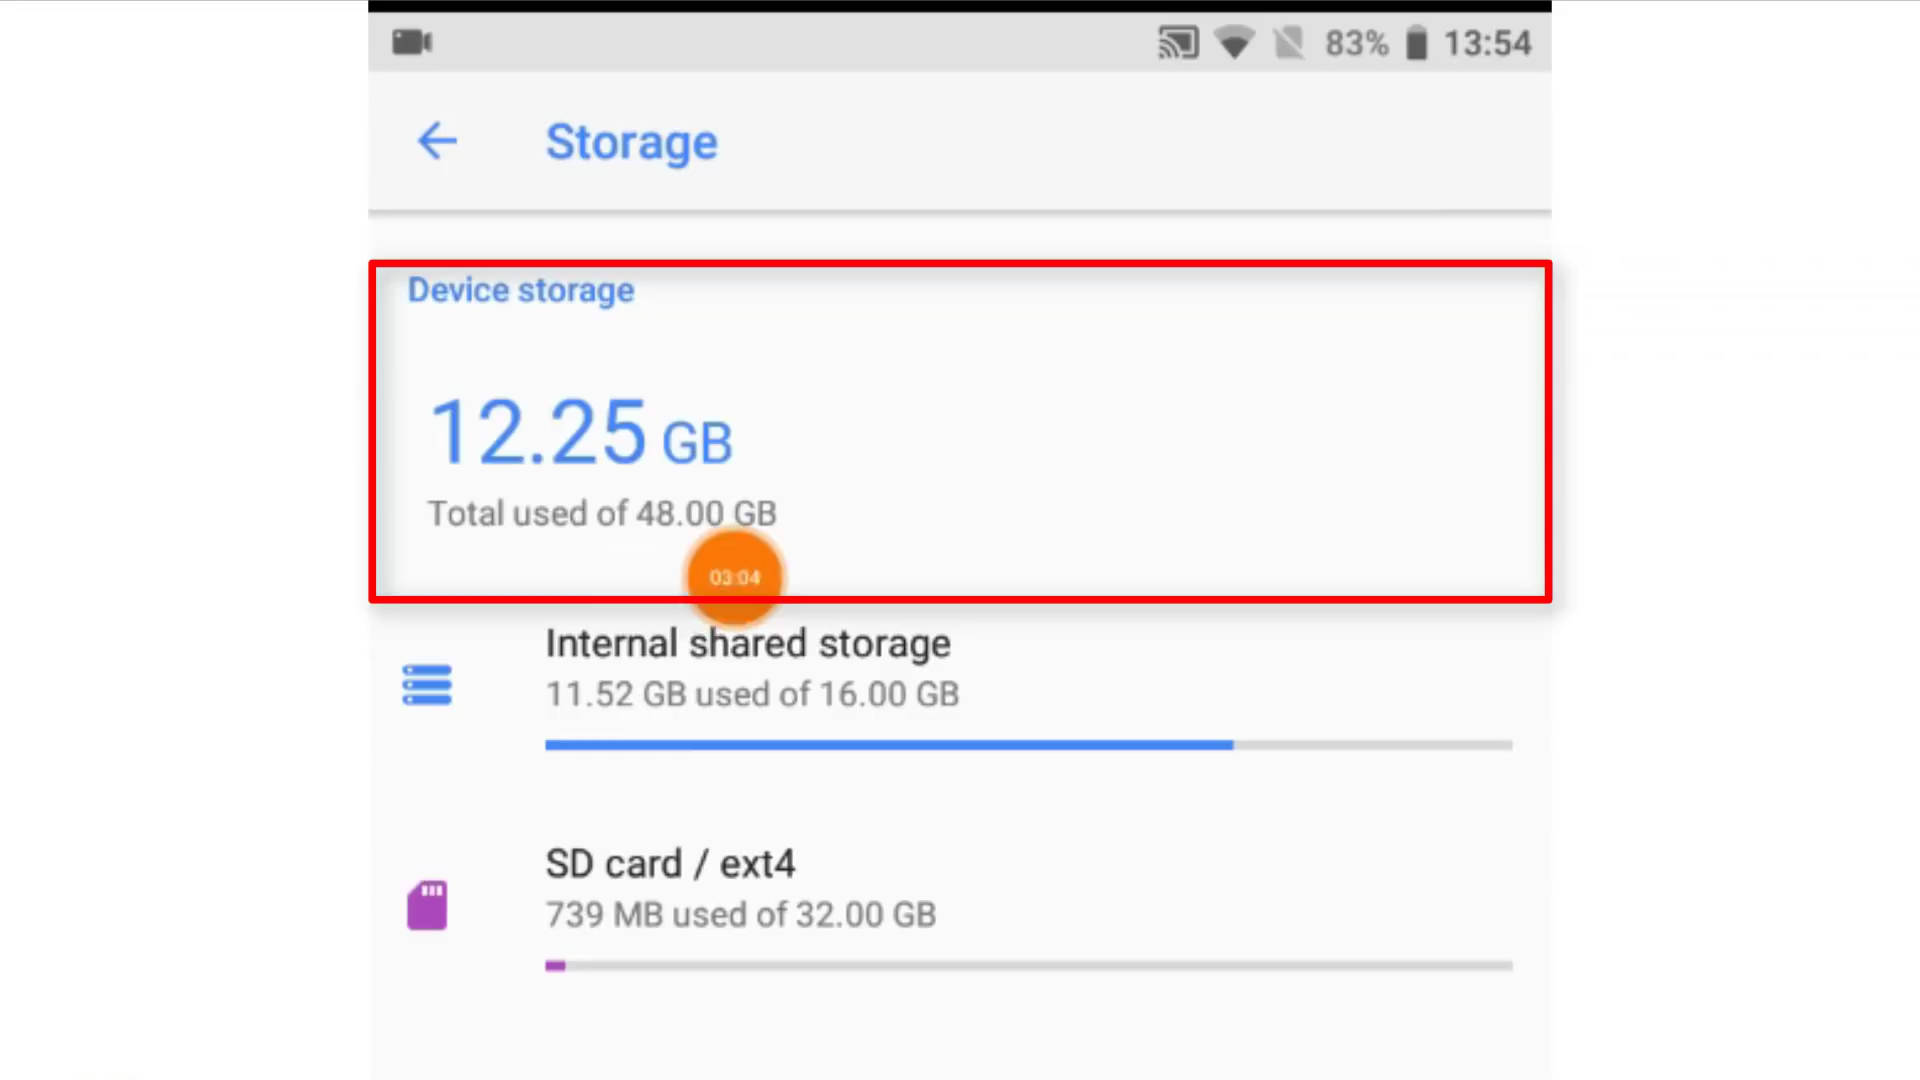 83% 13:54
Storage
Device storage
12.25 GB
Total used of 48.00 GB
03:04
Internal shared storage
11.52 GB used of 16.00 GB
SD card / ext4
739 MB used of 32.00 GB